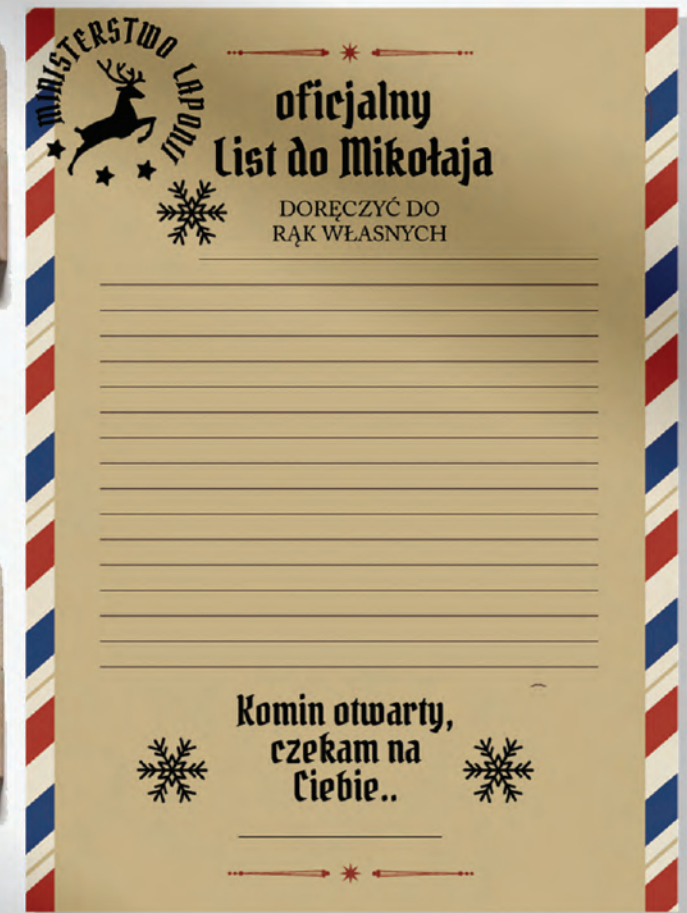 MINISTERSTWO LAPONII
oficjalny
List do Mikołaja
DORĘCZYĆ DO
RĄK WŁASNYCH
Komin otwarty,
czekam na
Ciebie..